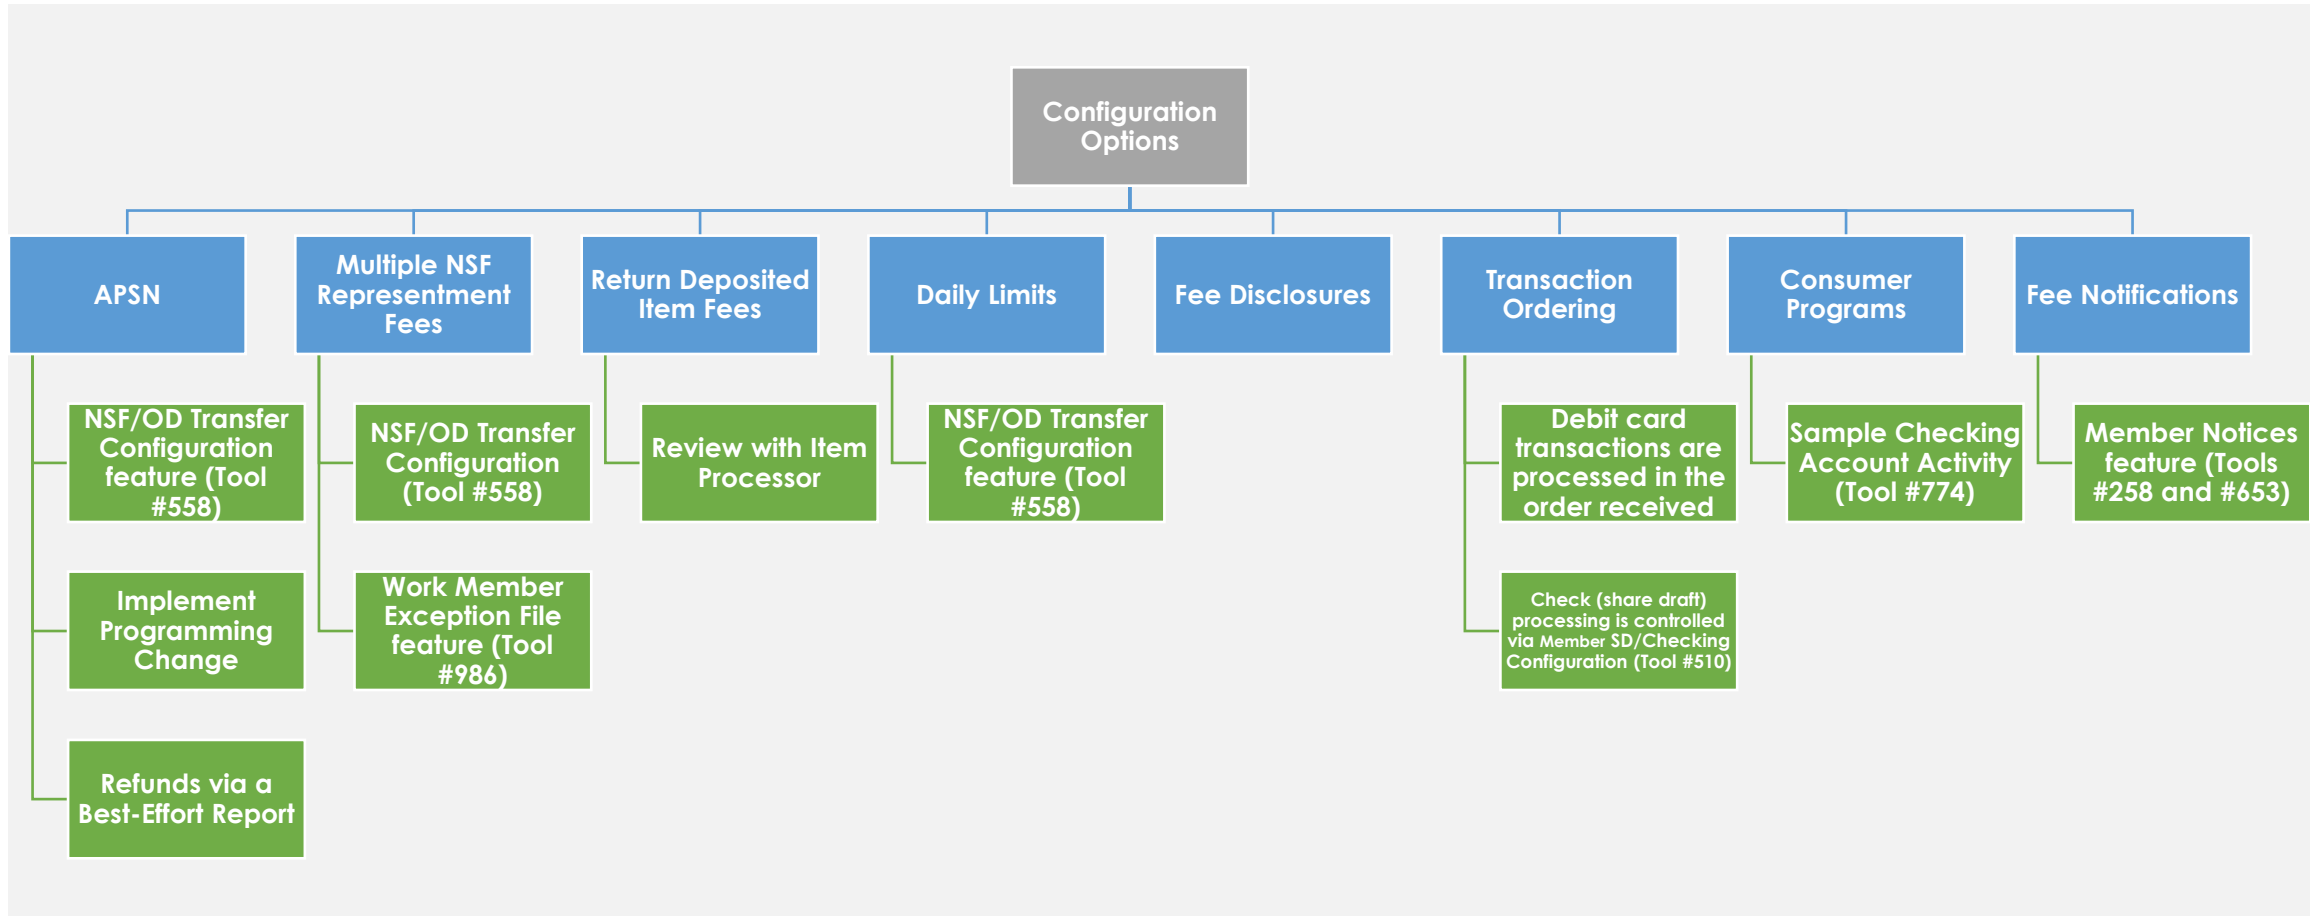 Configuration
Options
APSN
Multiple NSF
Representment
Fees
Return Deposited
Item Fees
Daily Limits
Fee Disclosures
Transaction
Ordering
Consumer
Programs
Fee Notifications
NSF/OD Transfer
Configuration
feature (Tool
#558)
Implement
Programming
Change
Refunds via a
Best-Effort Report
NSF/OD Transfer
Configuration
(Tool #558)
Work Member
Exception File
feature (Tool
#986)
Review with Item
Processor
NSF/OD Transfer
Configuration
feature (Tool
#558)
Debit card
transactions are
processed in the
order received
Check (share draft)
processing is controlled
via Member SD/Checking
Configuration (Tool #510)
Sample Checking
Account Activity
(Tool #774)
Member Notices
feature (Tools
#258 and #653)